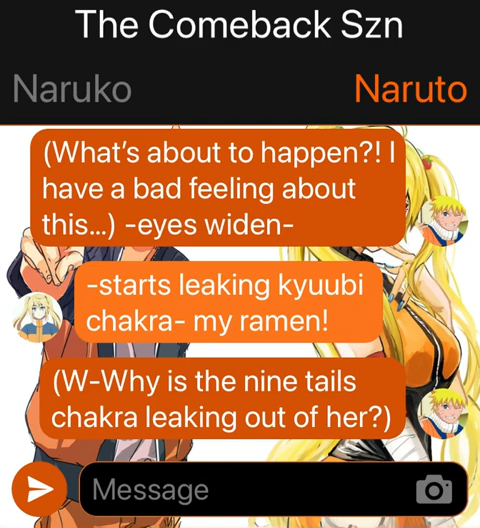 The Comeback Szn
Naruko
Naruto
(What's about to happen?! I
have a bad feeling about
this...) -eyes widen-
-starts leaking kyuubi
chakra- my ramen!
(W-Why is the nine tails
chakra leaking out of her?)
Message